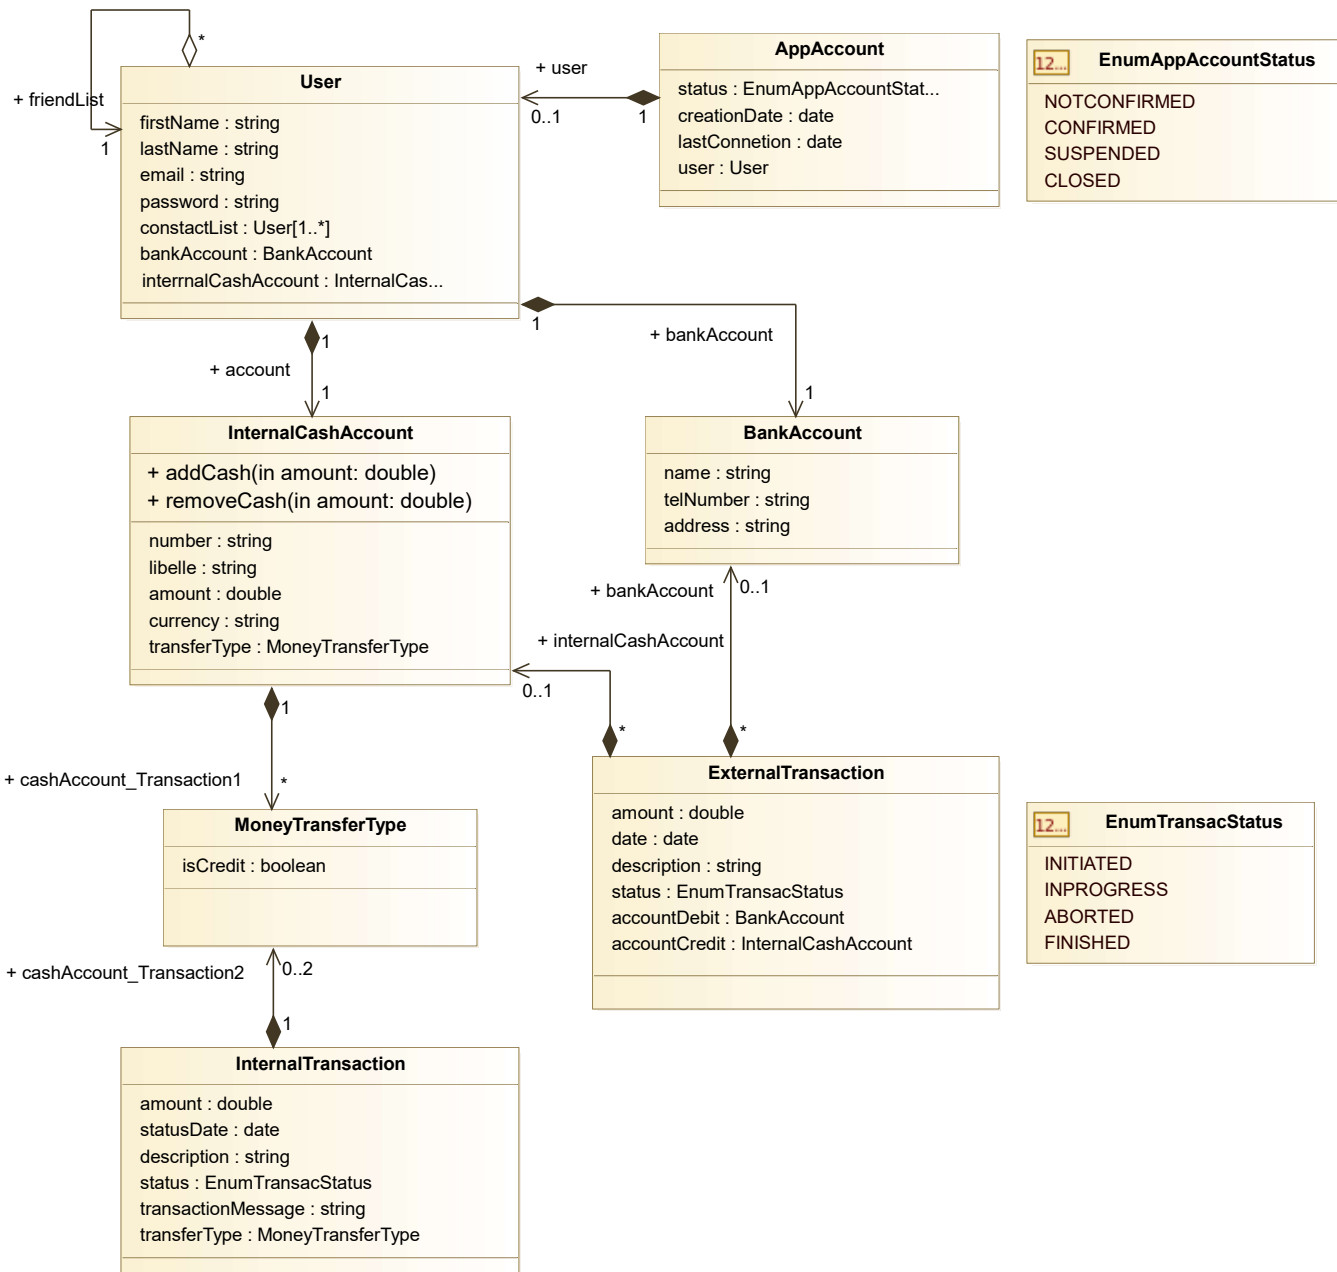 *
+ friendList
1
User
firstName : string
lastName : string
email : string
password : string
constactList : User[1..*]
bankAccount : BankAccount
interrnalCashAccount : InternalCas...
+ user
0..1
1
AppAccount
status : EnumAppAccountStat...
creationDate : date
lastConnetion : date
user : User
12...
EnumAppAccountStatus
NOTCONFIRMED
CONFIRMED
SUSPENDED
CLOSED
1
+ account
1
1
+ bankAccount
1
InternalCashAccount
+ addCash(in amount: double)
+ removeCash(in amount: double)
number : string
libelle : string
amount : double
currency : string
transferType : MoneyTransferType
BankAccount
name : string
telNumber : string
address : string
+ bankAccount
0..1
+ internalCashAccount
0..1
*
*
1
+ cashAccount_Transaction1
*
MoneyTransferType
isCredit : boolean
+ cashAccount_Transaction2
0..2
1
ExternalTransaction
amount : double
date : date
description : string
status : EnumTransacStatus
accountDebit : BankAccount
accountCredit : InternalCashAccount
12...
EnumTransacStatus
INITIATED
INPROGRESS
ABORTED
FINISHED
InternalTransaction
amount : double
statusDate : date
description : string
status : EnumTransacStatus
transactionMessage : string
transferType : MoneyTransferType